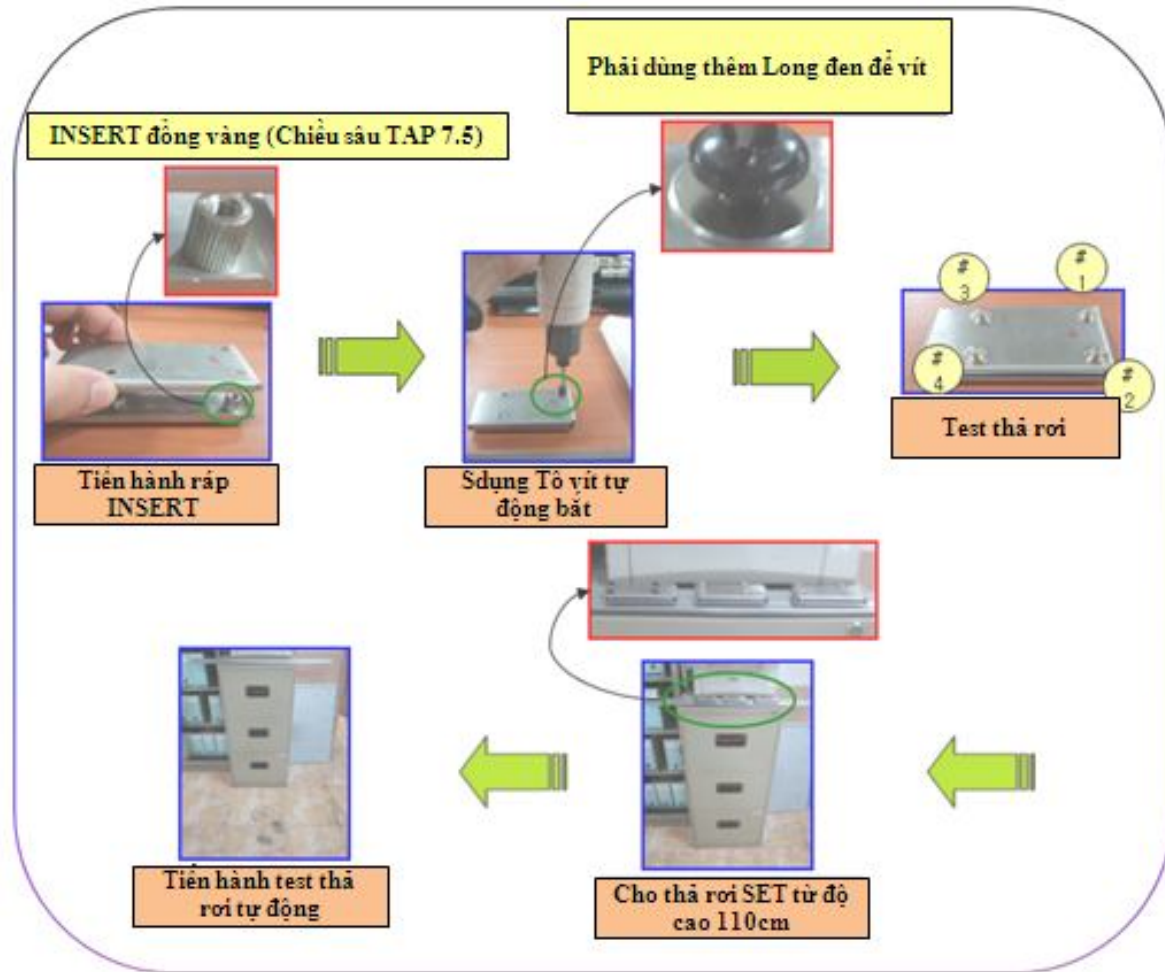 Phải dùng thêm Long đen để vít
INSERT đồng vàng (Chiều sâu TAP 7.5)
#
3
#
1
#
4
#
2
Tiến hành ráp
INSERT
Sdụng Tô vít tự
động bắt
Test thả rơi
Tiến hành test thả
rơi tự động
Cho thả rơi SET từ độ
cao 110cm